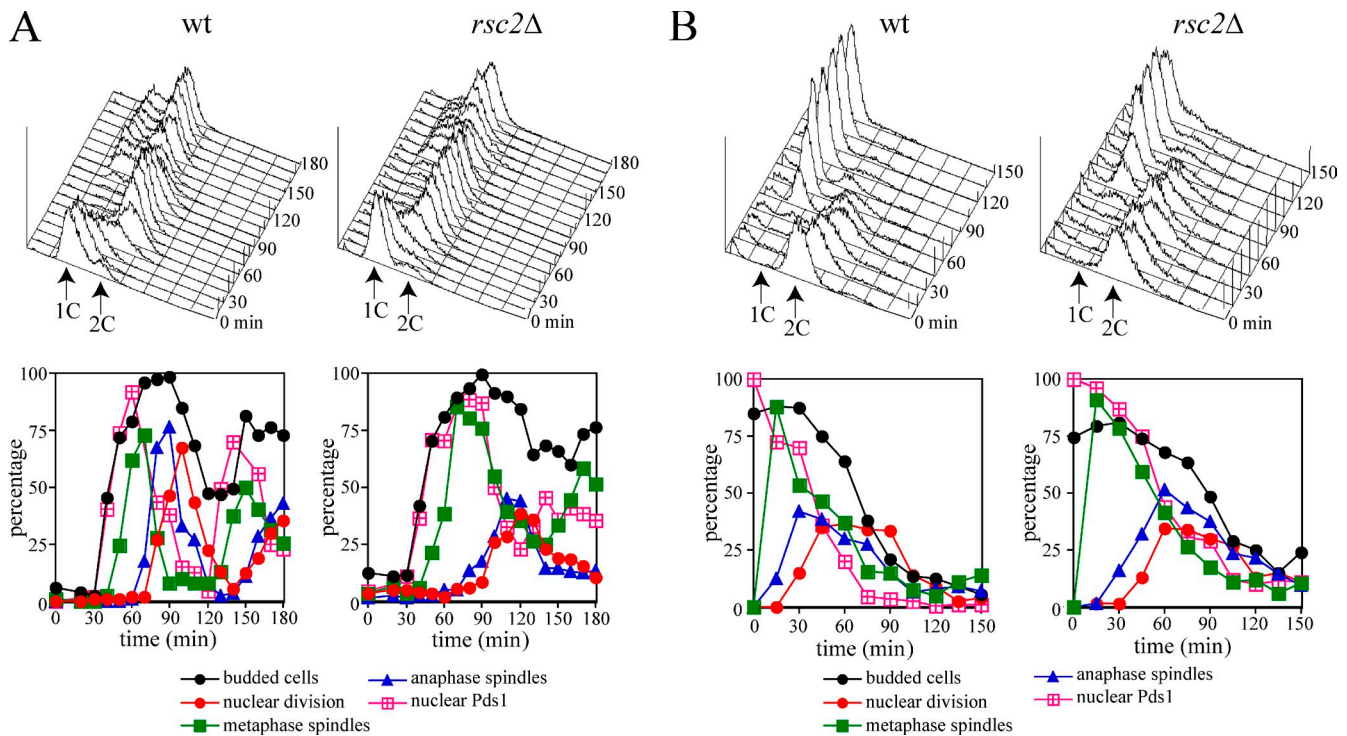 A wt rsc2Δ B wt rsc2Δ
180
150
120
90
60
30
0 min
1C
2C
180
150
120
90
60
30
0 min
1C
2C
150
120
90
60
30
0 min
1C
2C
150
120
90
60
30
0 min
1C
2C
percentage
100
75
50
25
0
0 30 60 90 120 150 180
time (min)
percentage
100
75
50
25
0
0 30 60 90 120 150 180
time (min)
percentage
100
75
50
25
0
0 30 60 90 120 150
time (min)
percentage
100
75
50
25
0
0 30 60 90 120 150
time (min)
budded cells
nuclear division
metaphase spindles
anaphase spindles
nuclear Pds1
budded cells
nuclear division
metaphase spindles
anaphase spindles
nuclear Pds1